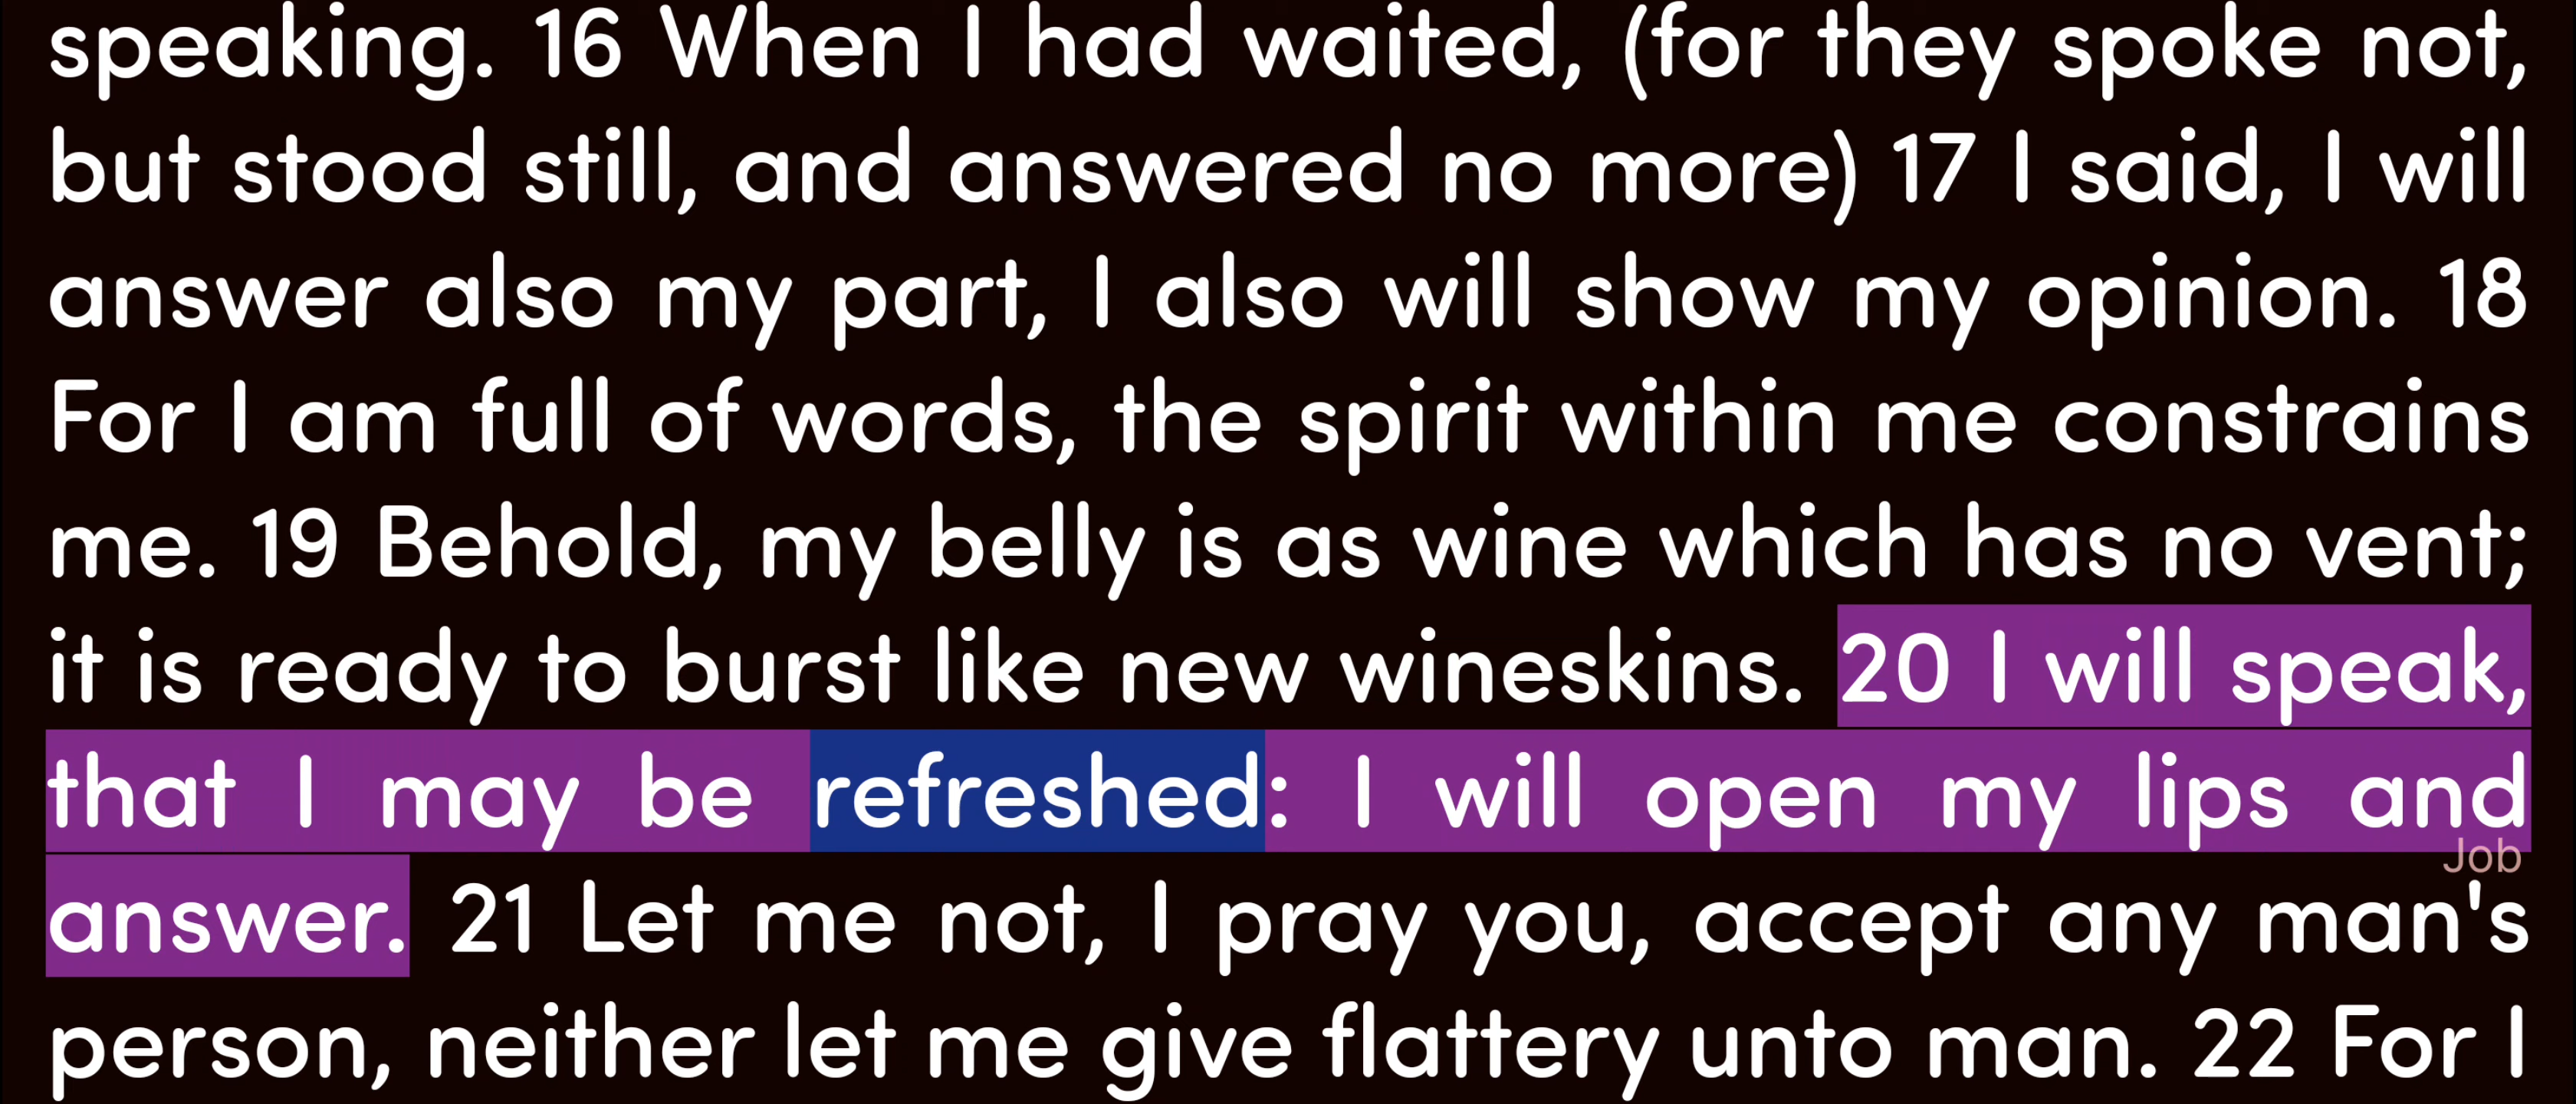 speaking. 16 When I had waited, (for they spoke not,
but stood still, and answered no more) 17 I said, I will
answer also my part, I also will show my opinion. 18
For I am full of words, the spirit within me constrains
me. 19 Behold, my belly is as wine which has no vent;
it is ready to burst like new wineskins. 20 I will speak,
that I may be refreshed: I will open my lips and
Job
answer. 21 Let me not, I pray you, accept any man's
person, neither let me give flattery unto man. 22 For I